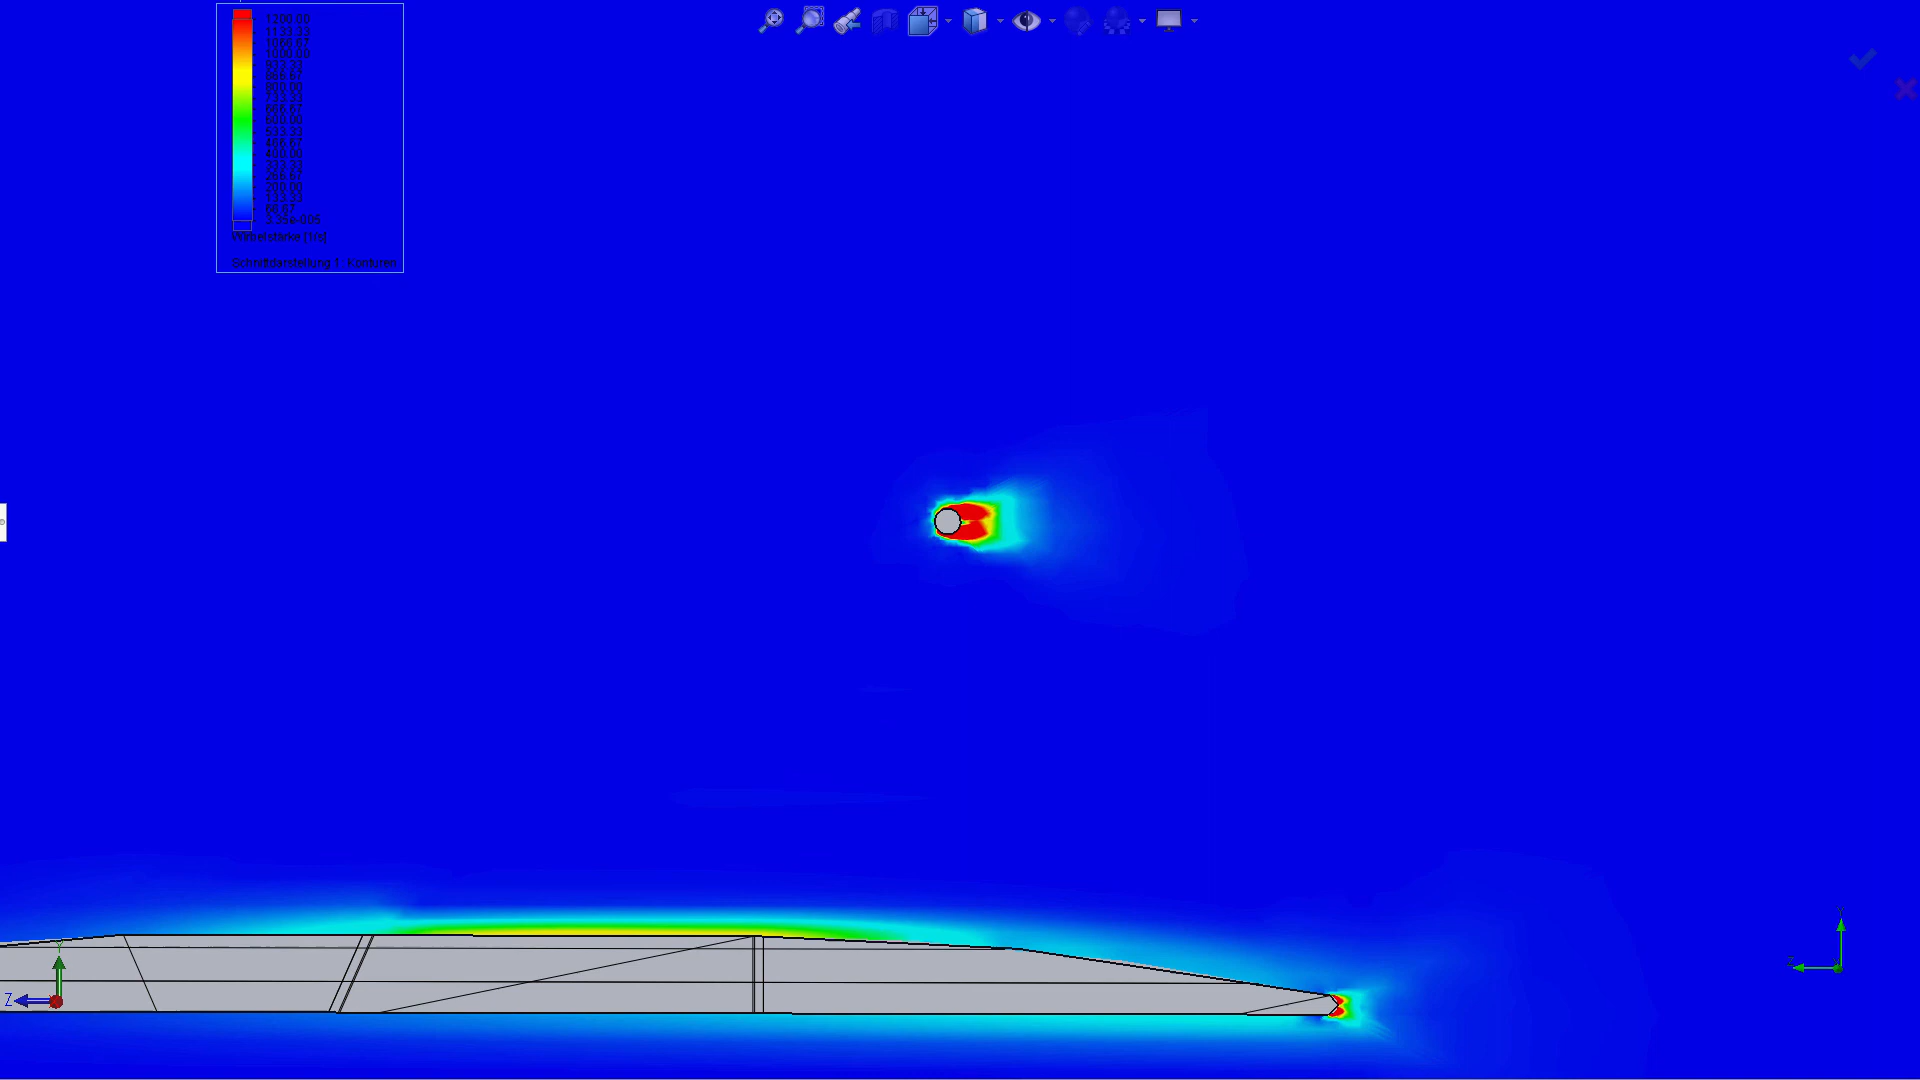 1200.00
1133.33
1066.67
1000.00
933.33
866.67
800.00
733.33
666.67
600.00
533.33
466.67
400.00
333.33
266.67
200.00
133.33
66.67
3.35e-005
Wirbelstärke [1/s]
Schnittdarstellung 1: Konturen
Y
Z
Y
Z